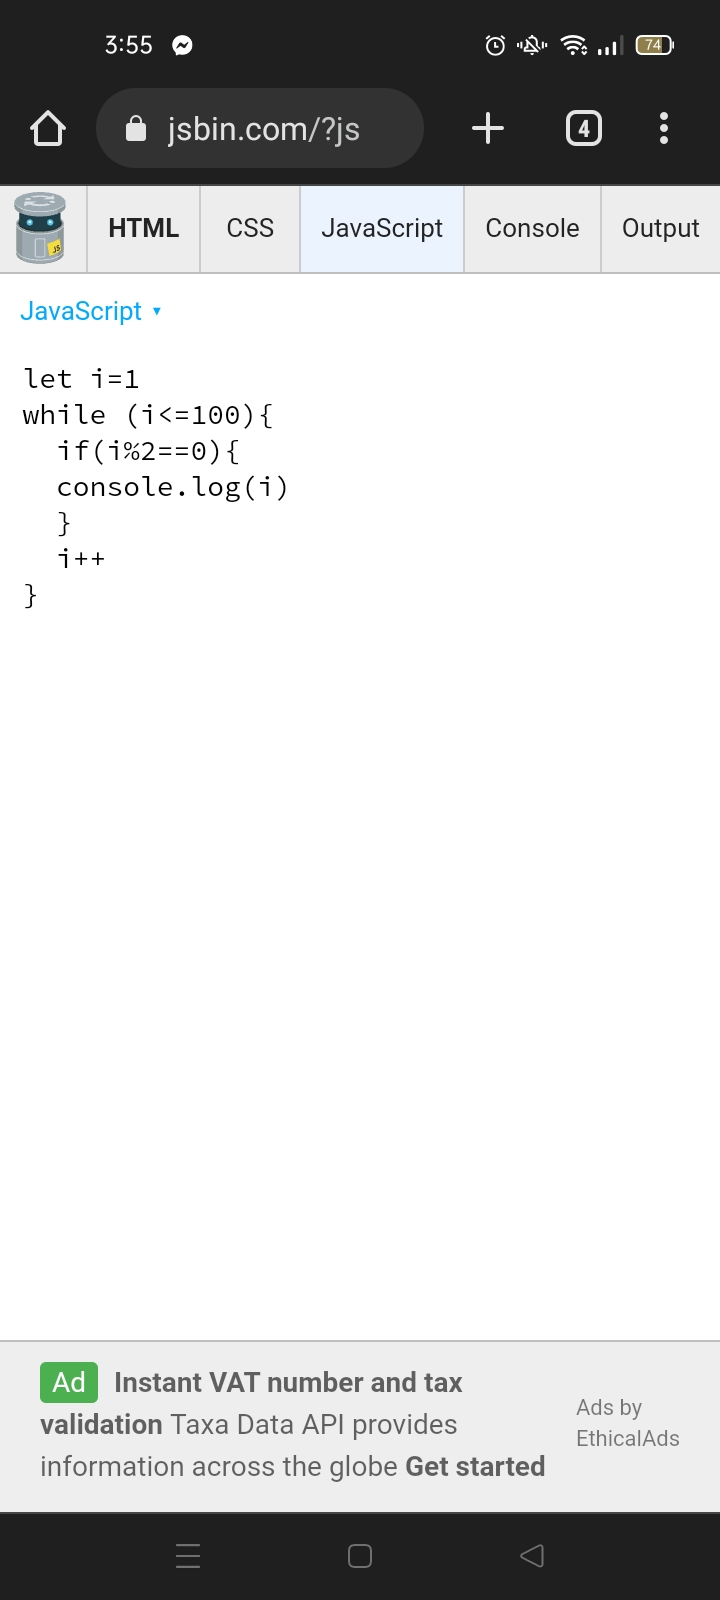 3:55
74
jsbin.com/?js
4
HTML CSS JavaScript Console Output
JavaScript ▾
let i=1
while (i<=100){
  if(i%2==0){
  console.log(i)
  }
  i++
}
Ad Instant VAT number and tax
validation Taxa Data API provides
information across the globe Get started
Ads by
EthicalAds